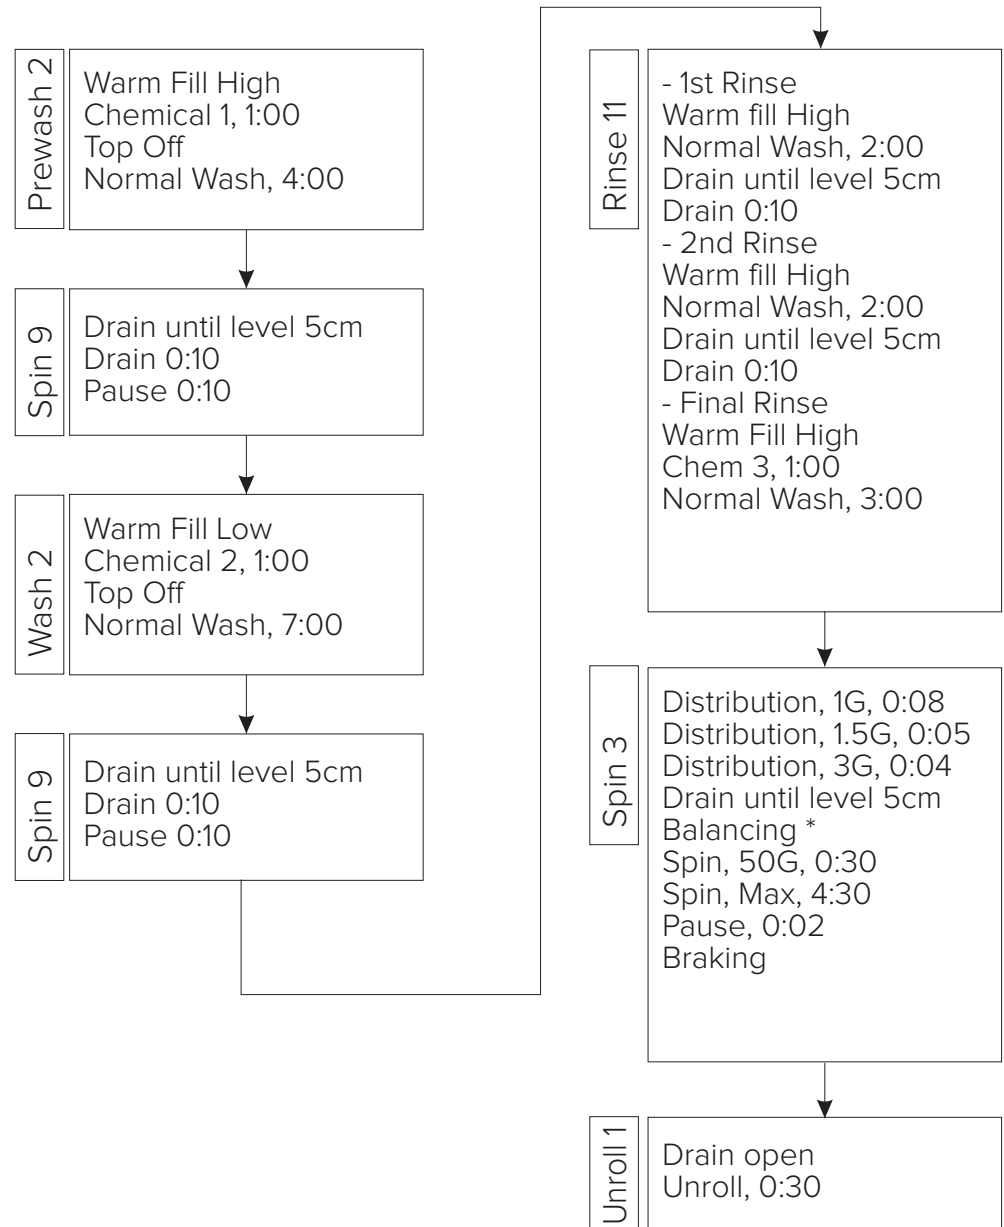 Prewash 2
Warm Fill High
Chemical 1, 1:00
Top Off
Normal Wash, 4:00
Spin 9
Drain until level 5cm
Drain 0:10
Pause 0:10
Wash 2
Warm Fill Low
Chemical 2, 1:00
Top Off
Normal Wash, 7:00
Spin 9
Drain until level 5cm
Drain 0:10
Pause 0:10
Rinse 11
- 1st Rinse
Warm fill High
Normal Wash, 2:00
Drain until level 5cm
Drain 0:10
- 2nd Rinse
Warm fill High
Normal Wash, 2:00
Drain until level 5cm
Drain 0:10
- Final Rinse
Warm Fill High
Chem 3, 1:00
Normal Wash, 3:00
Spin 3
Distribution, 1G, 0:08
Distribution, 1.5G, 0:05
Distribution, 3G, 0:04
Drain until level 5cm
Balancing *
Spin, 50G, 0:30
Spin, Max, 4:30
Pause, 0:02
Braking
Unroll 1
Drain open
Unroll, 0:30